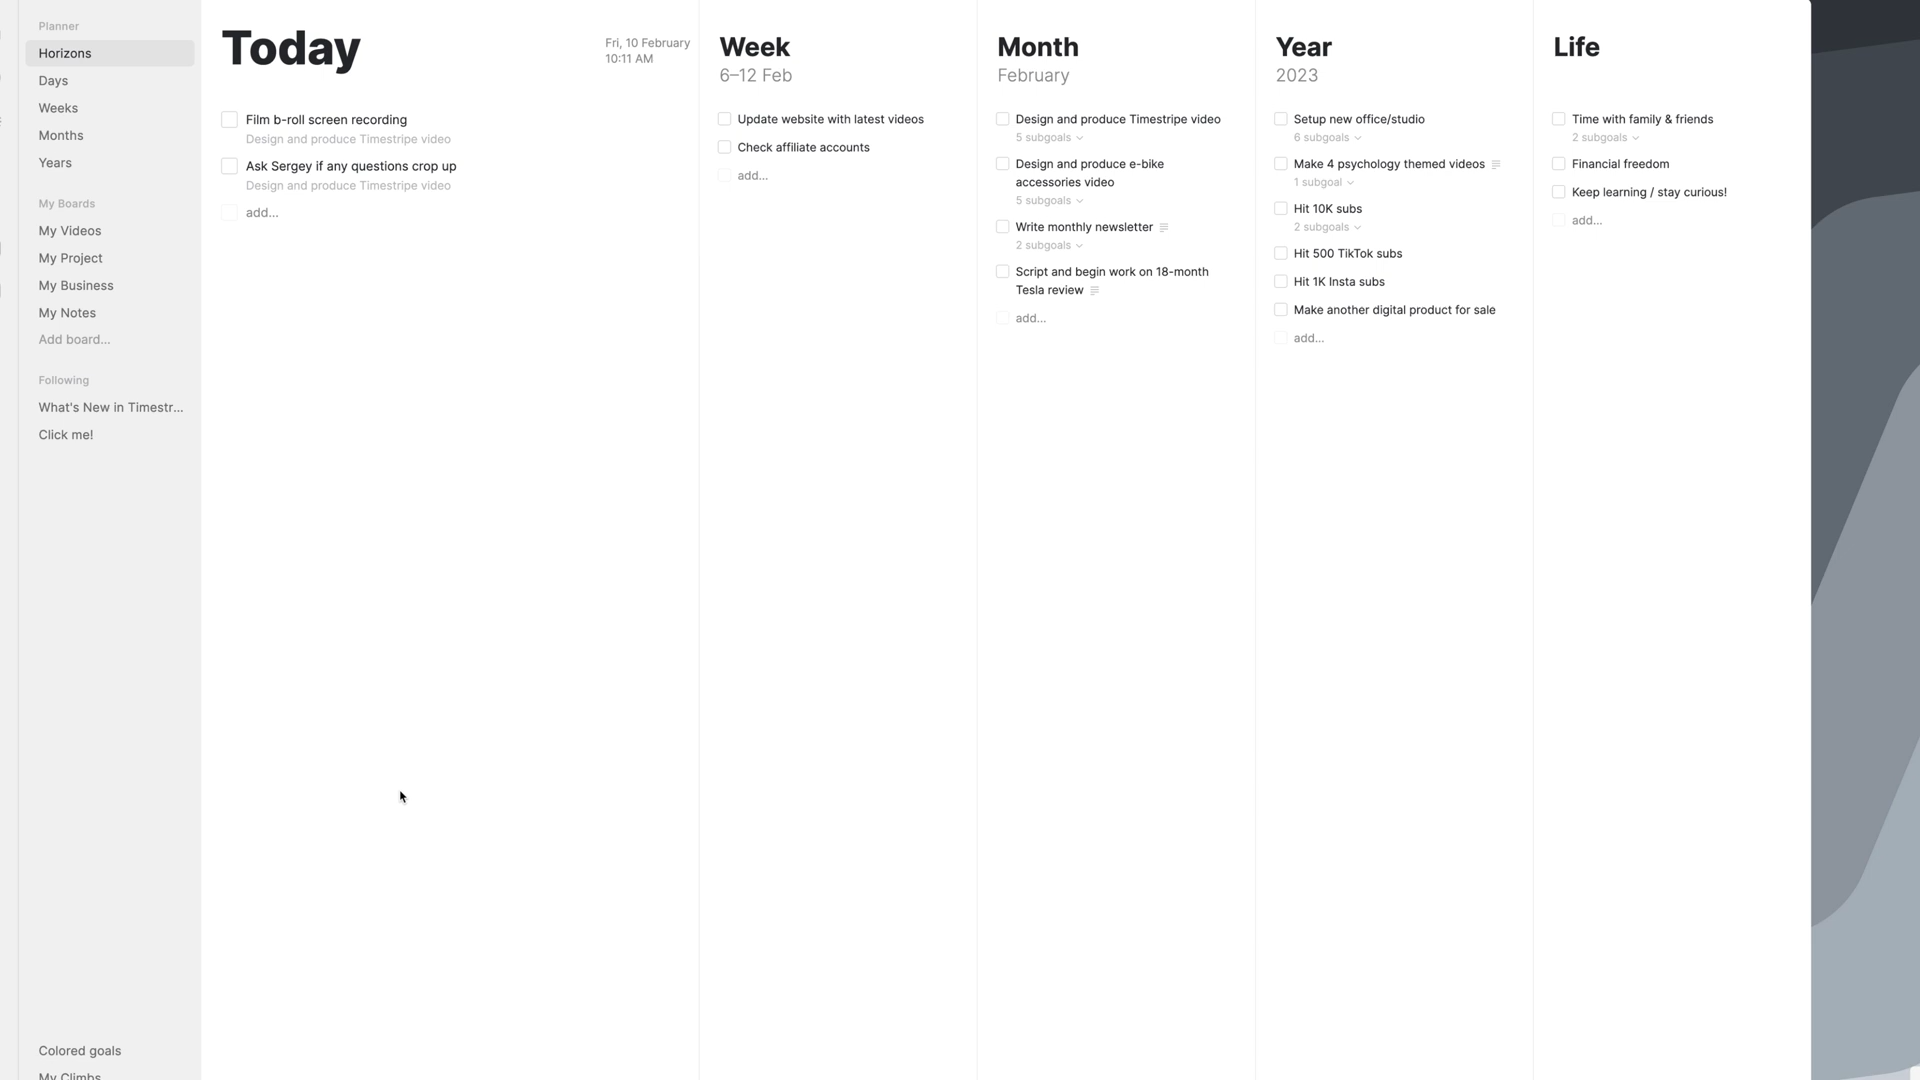 Planner
Horizons
Days
Weeks
Months
Years
My Boards
My Videos
My Project
My Business
My Notes
Add board...
Following
What's New in Timestr...
Click me!
Colored goals
My Climbs
Today
Fri, 10 February
10:11 AM
Film b-roll screen recording
Design and produce Timestripe video
Ask Sergey if any questions crop up
Design and produce Timestripe video
add...
Week
6–12 Feb
Update website with latest videos
Check affiliate accounts
add...
Month
February
Design and produce Timestripe video
5 subgoals
Design and produce e-bike
accessories video
5 subgoals
Write monthly newsletter
2 subgoals
Script and begin work on 18-month
Tesla review
add...
Year
2023
Setup new office/studio
6 subgoals
Make 4 psychology themed videos
1 subgoal
Hit 10K subs
2 subgoals
Hit 500 TikTok subs
Hit 1K Insta subs
Make another digital product for sale
add...
Life
Time with family & friends
2 subgoals
Financial freedom
Keep learning / stay curious!
add...